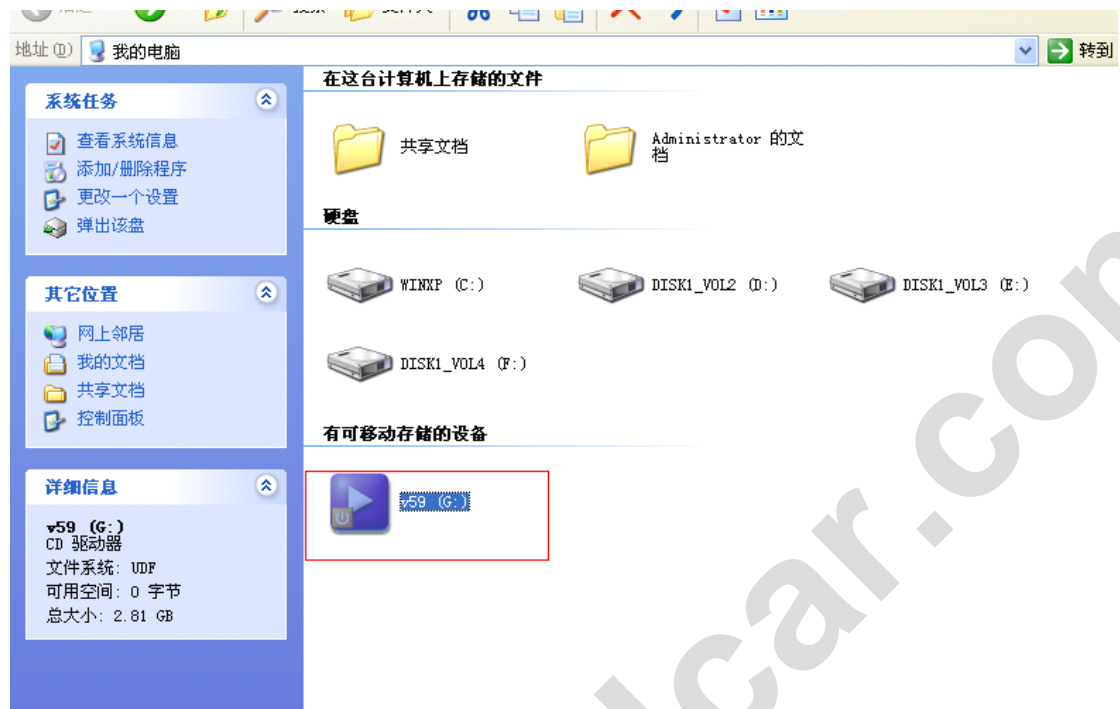 地址(D) 我的电脑 转到
系统任务
查看系统信息
添加/删除程序
更改一个设置
弹出该盘
其它位置
网上邻居
我的文档
共享文档
控制面板
详细信息
v59 (G:)
CD 驱动器
文件系统: UDF
可用空间: 0 字节
总大小: 2.81 GB
在这台计算机上存储的文件
共享文档
Administrator 的文
档
硬盘
WINXP (C:)
DISK1_VOL2 (D:)
DISK1_VOL3 (E:)
DISK1_VOL4 (F:)
有可移动存储的设备
v59 (G:)